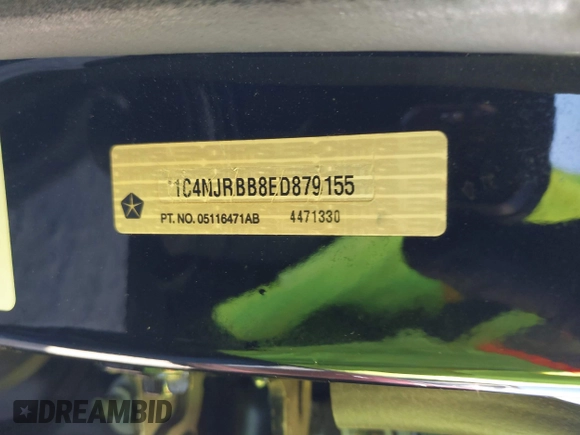 *1C4NJRBB8ED879155
PT. NO. 05116471AB 4471330
DREAMBID